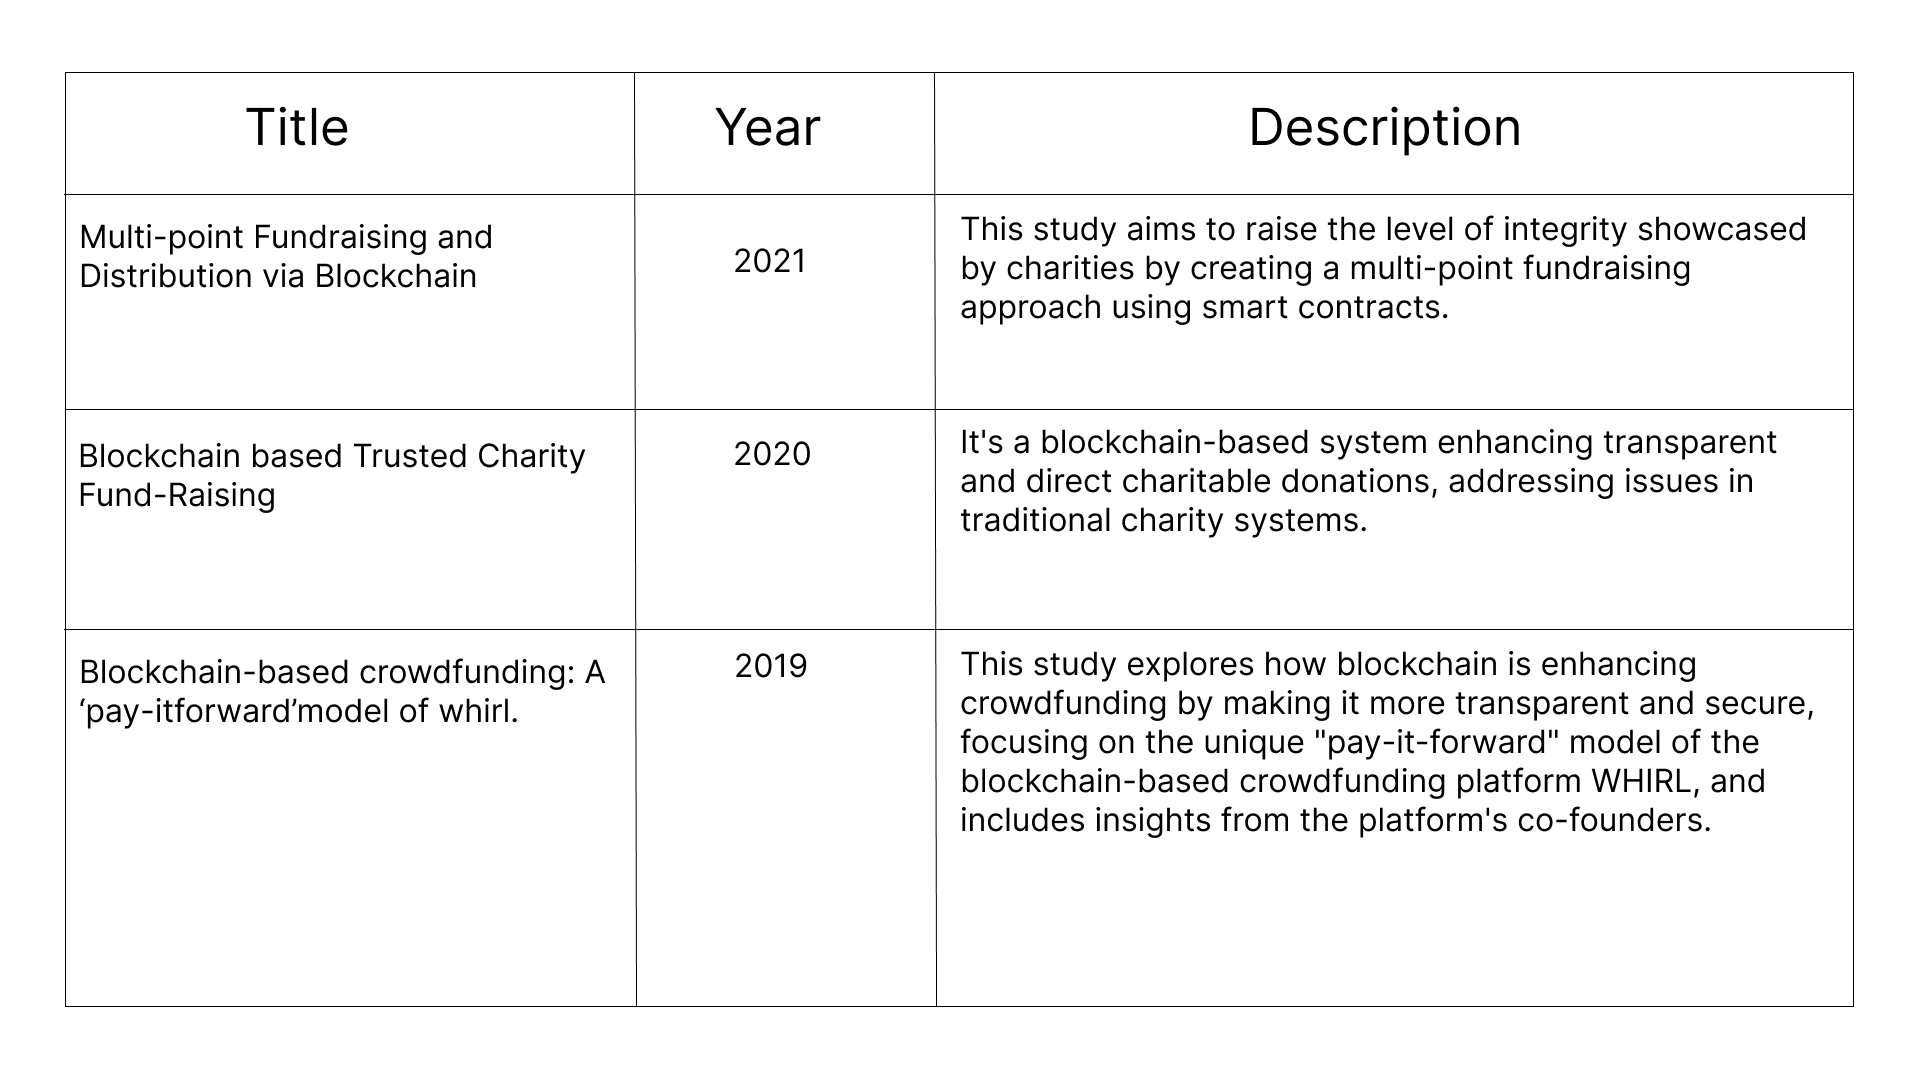 Title
Year
Description
Multi-point Fundraising and
Distribution via Blockchain
2021
This study aims to raise the level of integrity showcased
by charities by creating a multi-point fundraising
approach using smart contracts.
Blockchain based Trusted Charity
Fund-Raising
2020
It's a blockchain-based system enhancing transparent
and direct charitable donations, addressing issues in
traditional charity systems.
Blockchain-based crowdfunding: A
‘pay-itforward’model of whirl.
2019
This study explores how blockchain is enhancing
crowdfunding by making it more transparent and secure,
focusing on the unique "pay-it-forward" model of the
blockchain-based crowdfunding platform WHIRL, and
includes insights from the platform's co-founders.